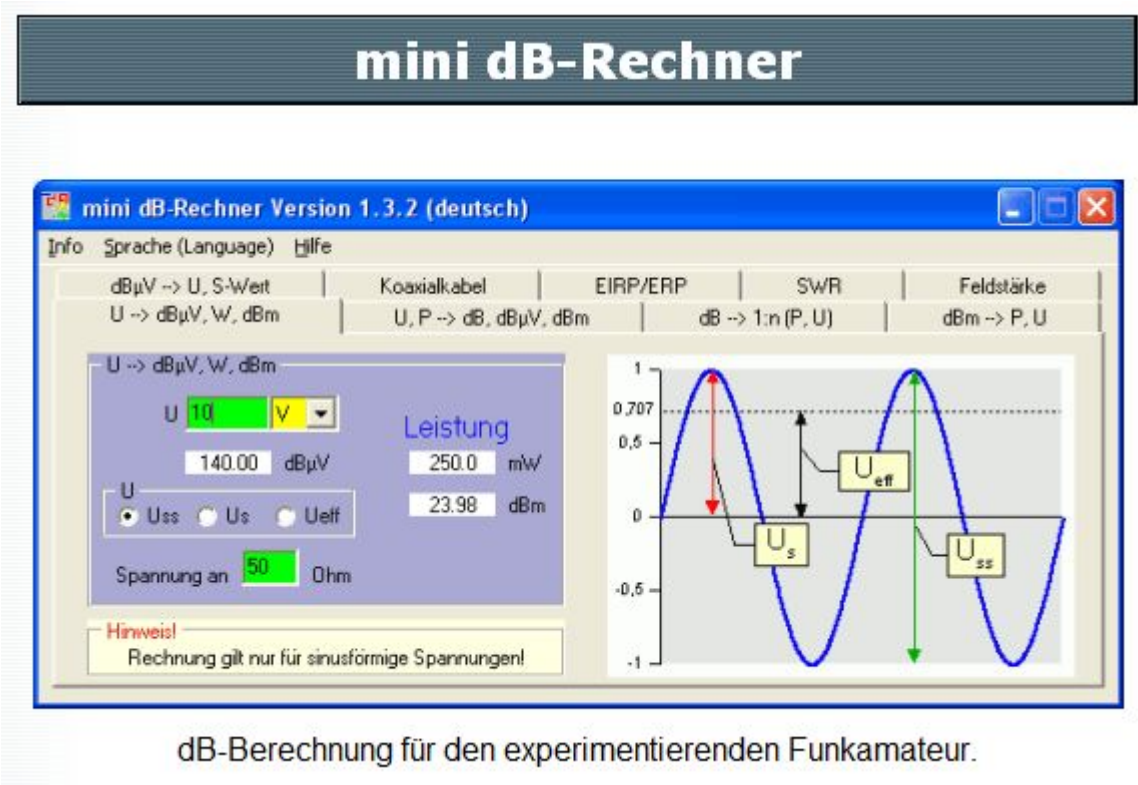 mini dB-Rechner
mini dB-Rechner Version 1.3.2 (deutsch)
Info Sprache (Language) Hilfe
dBµV --> U, S-Wert Koaxialkabel EIRP/ERP SWR Feldstärke
U --> dBµV, W, dBm U, P --> dB, dBµV, dBm dB --> 1:n (P, U) dBm --> P, U
U --> dBµV, W, dBm
U 10 V
Leistung
140.00 dBµV 250.0 mW
U
Uss Us Ueff
23.98 dBm
Spannung an 50 Ohm
Hinweis!
Rechnung gilt nur für sinusförmige Spannungen!
1
0.707
0,5
0
-0,5
-1
Ueff
Us
Uss
dB-Berechnung für den experimentierenden Funkamateur.